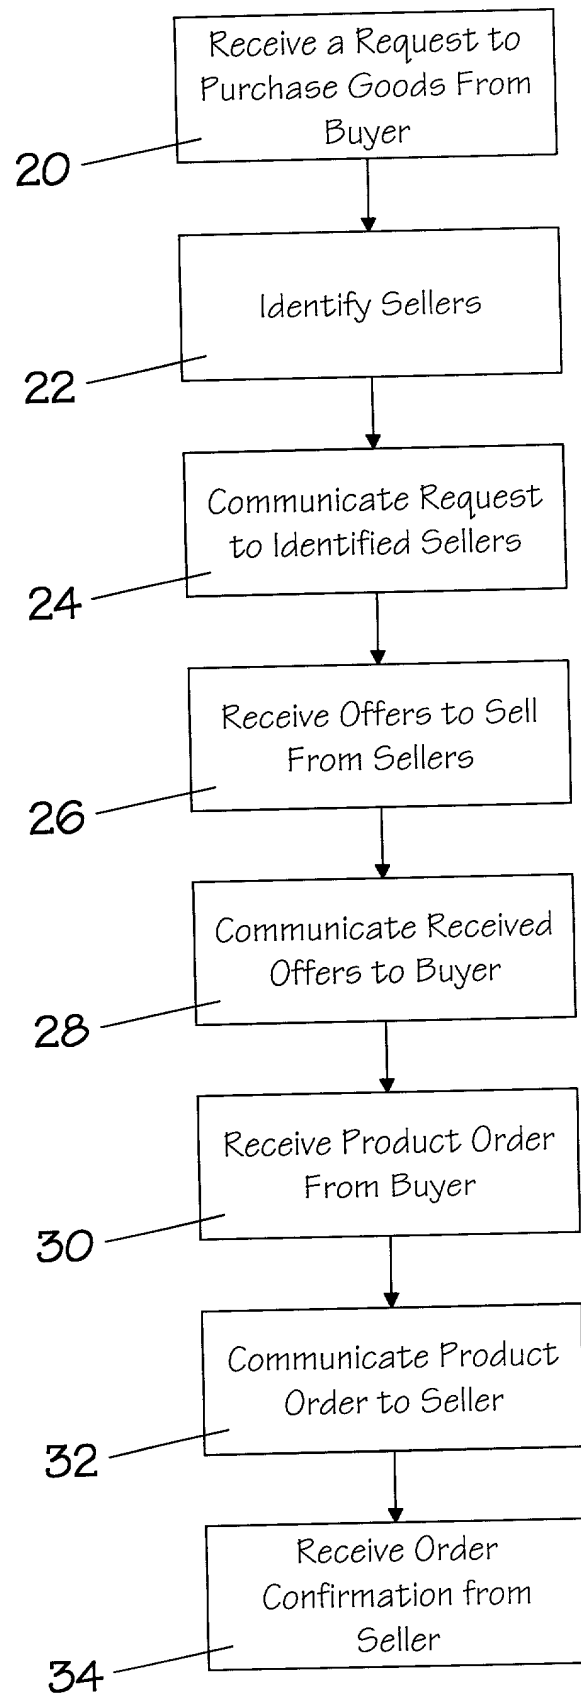 Receive a Request to
Purchase Goods From
Buyer
20
Identify Sellers
22
Communicate Request
to Identified Sellers
24
Receive Offers to Sell
From Sellers
26
Communicate Received
Offers to Buyer
28
Receive Product Order
From Buyer
30
Communicate Product
Order to Seller
32
Receive Order
Confirmation from
Seller
34